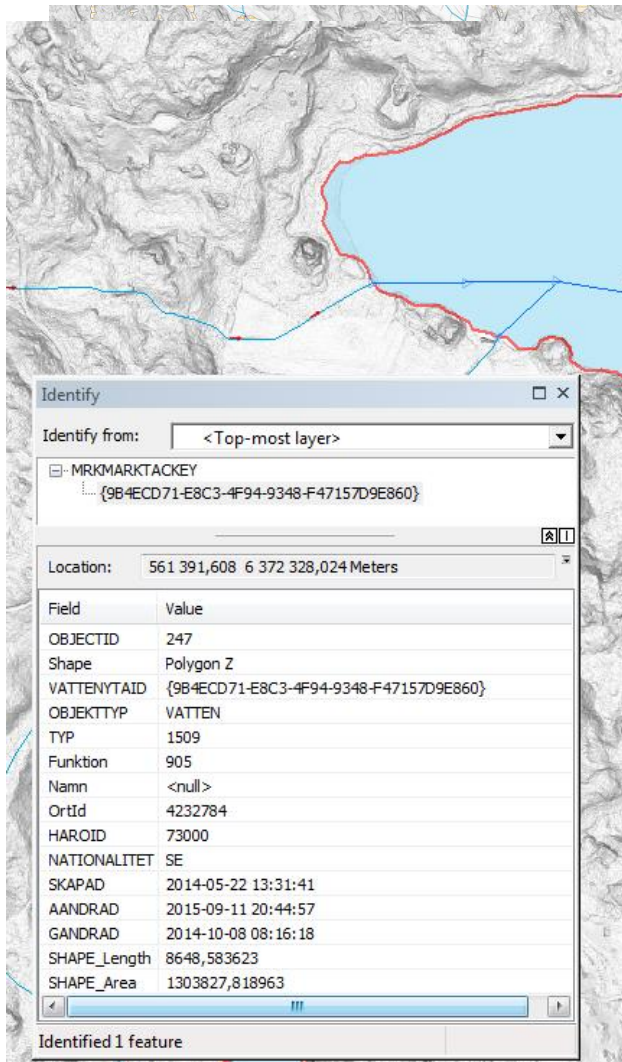 Identify
Identify from: <Top-most layer>
MRKMARKTACKEY
{9B4ECD71-E8C3-4F94-9348-F47157D9E860}
Location: 561 391,608 6 372 328,024 Meters
Field Value
OBJECTID 247
Shape Polygon Z
VATTENYTAID {9B4ECD71-E8C3-4F94-9348-F47157D9E860}
OBJEKTTYP VATTEN
TYP 1509
Funktion 905
Namn <null>
OrtId 4232784
HAROID 73000
NATIONALITET SE
SKAPAD 2014-05-22 13:31:41
AANDRAD 2015-09-11 20:44:57
GANDRAD 2014-10-08 08:16:18
SHAPE_Length 8648,583623
SHAPE_Area 1303827,818963
Identified 1 feature